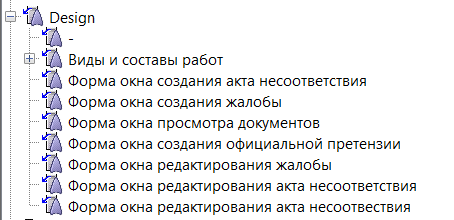 Design
-
Виды и составы работ
Форма окна создания акта несоответствия
Форма окна создания жалобы
Форма окна просмотра документов
Форма окна создания официальной претензии
Форма окна редактирования жалобы
Форма окна редактирования акта несоответствия
Форма окна редактирования акта несоотвествия